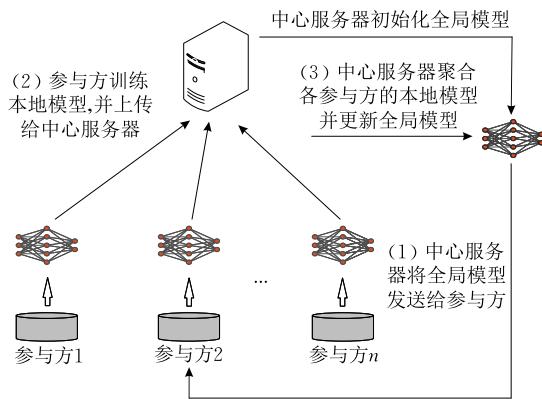 中心服务器初始化全局模型
(2) 参与方训练
本地模型,并上传
给中心服务器
(3) 中心服务器聚合
各参与方的本地模型
并更新全局模型
(1) 中心服务
器将全局模型
发送给参与方
...
参与方1
参与方2
参与方n